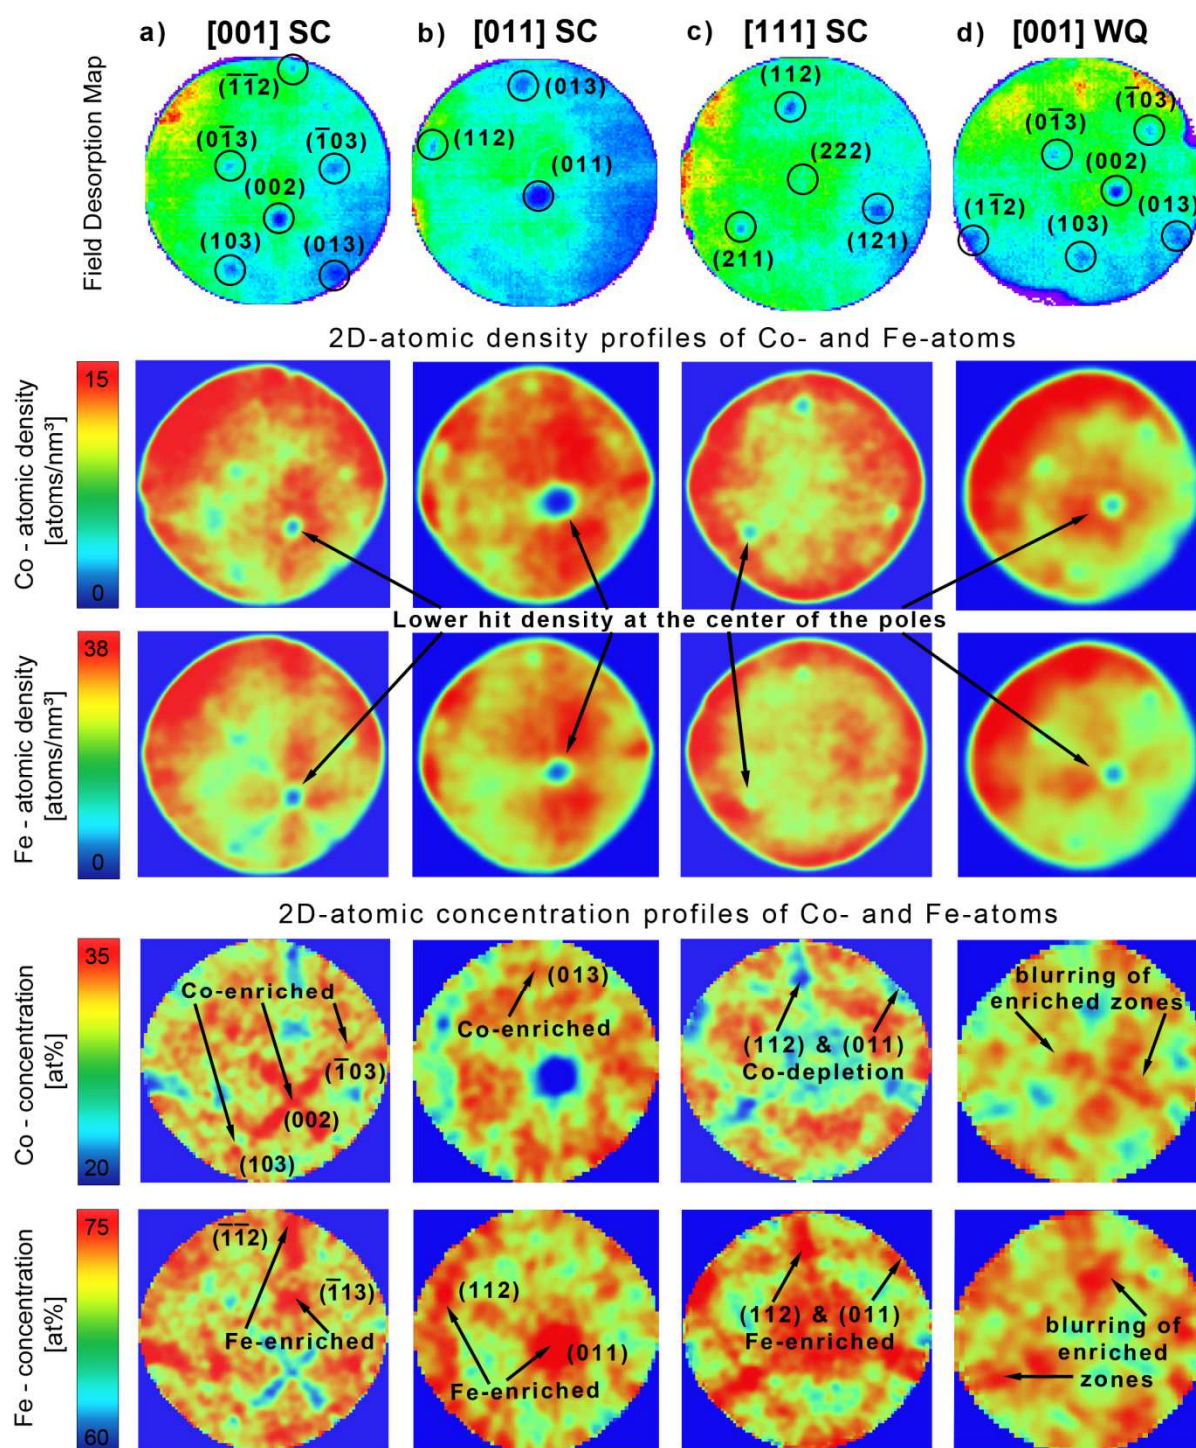 a) [001] SC
b) [011] SC
c) [111] SC
d) [001] WQ
Field Desorption Map
(1̅1̅2)
(01̅3)
(1̅03)
(002)
(103)
(013)
(013)
(112)
(011)
(112)
(222)
(211)
(121)
(1̅03)
(01̅3)
(002)
(11̅2)
(103)
(013)
2D-atomic density profiles of Co- and Fe-atoms
Co - atomic density
[atoms/nm³]
15
0
Lower hit density at the center of the poles
Fe - atomic density
[atoms/nm³]
38
0
2D-atomic concentration profiles of Co- and Fe-atoms
Co - concentration
[at%]
35
20
Co-enriched
(1̅03)
(002)
(103)
(013)
Co-enriched
(112) & (011)
Co-depletion
blurring of
enriched zones
Fe - concentration
[at%]
75
60
(1̅1̅2)
(1̅13)
Fe-enriched
(112)
(011)
Fe-enriched
(112) & (011)
Fe-enriched
blurring of
enriched
zones